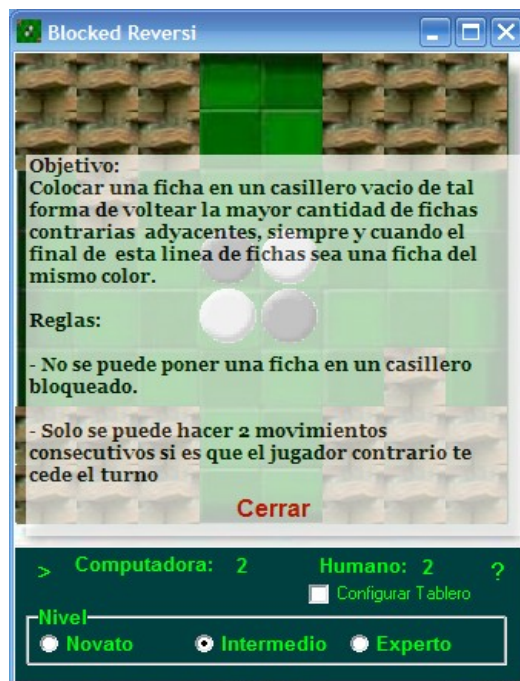 Blocked Reversi
Objetivo:
Colocar una ficha en un casillero vacio de tal
forma de voltear la mayor cantidad de fichas
contrarias adyacentes, siempre y cuando el
final de esta linea de fichas sea una ficha del
mismo color.
Reglas:
- No se puede poner una ficha en un casillero
bloqueado.
- Solo se puede hacer 2 movimientos
consecutivos si es que el jugador contrario te
cede el turno
Cerrar
> Computadora: 2 Humano: 2 ?
Configurar Tablero
Nivel
Novato Intermedio Experto